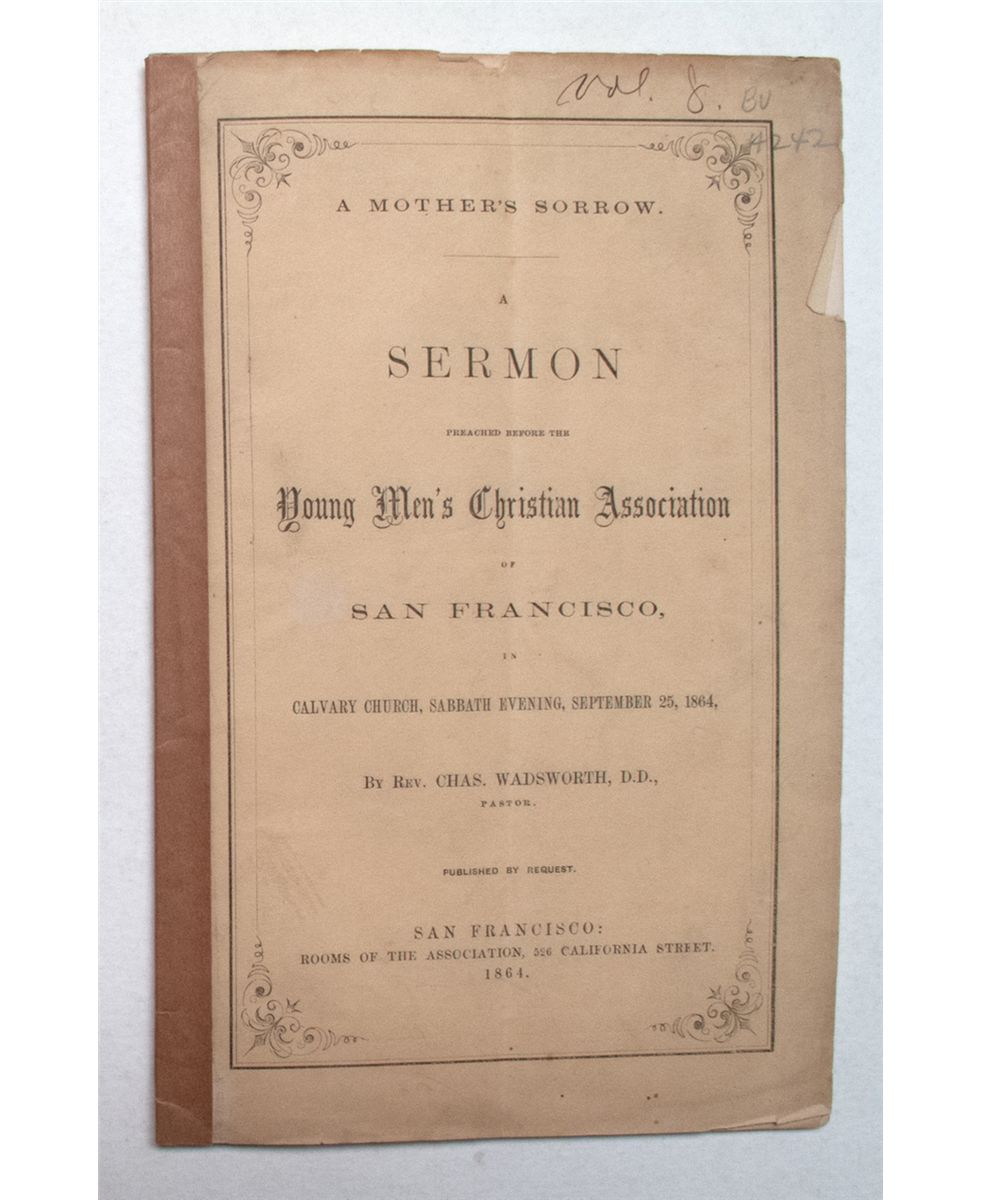 Vol. 8. BV
4242
A MOTHER'S SORROW.
A
SERMON
PREACHED BEFORE THE
Young Men's Christian Association
OF
SAN FRANCISCO,
IN
CALVARY CHURCH, SABBATH EVENING, SEPTEMBER 25, 1864,
BY REV. CHAS. WADSWORTH, D.D.,
PASTOR.
PUBLISHED BY REQUEST.
SAN FRANCISCO:
ROOMS OF THE ASSOCIATION, 526 CALIFORNIA STREET.
1864.